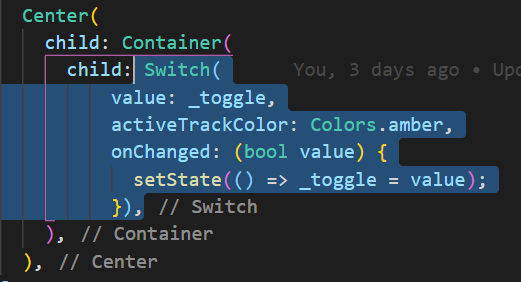 Center(
child: Container(
child: Switch( You, 3 days ago • Upd
value: _toggle,
activeTrackColor: Colors.amber,
onChanged: (bool value) {
setState(() => _toggle = value);
}), // Switch
), // Container
), // Center